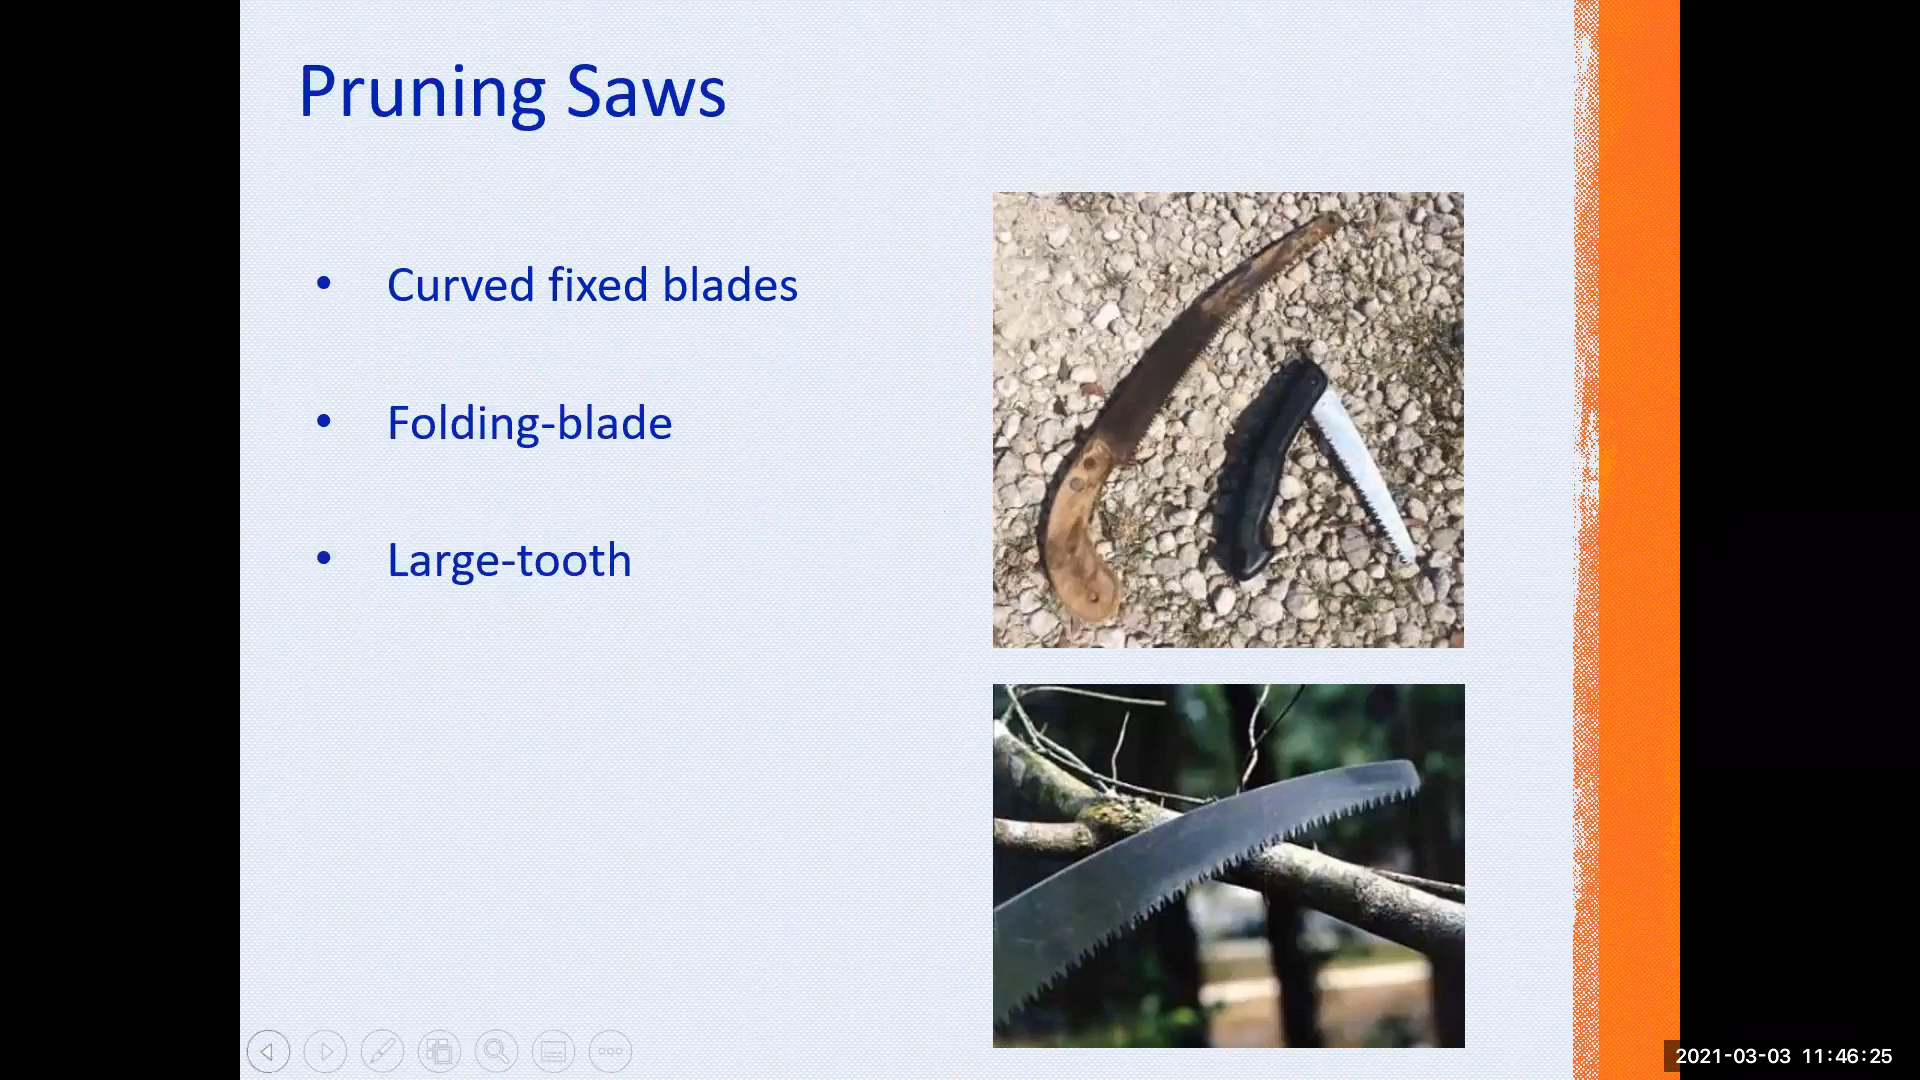 Pruning Saws
• Curved fixed blades
• Folding-blade
• Large-tooth
2021-03-03 11:46:25